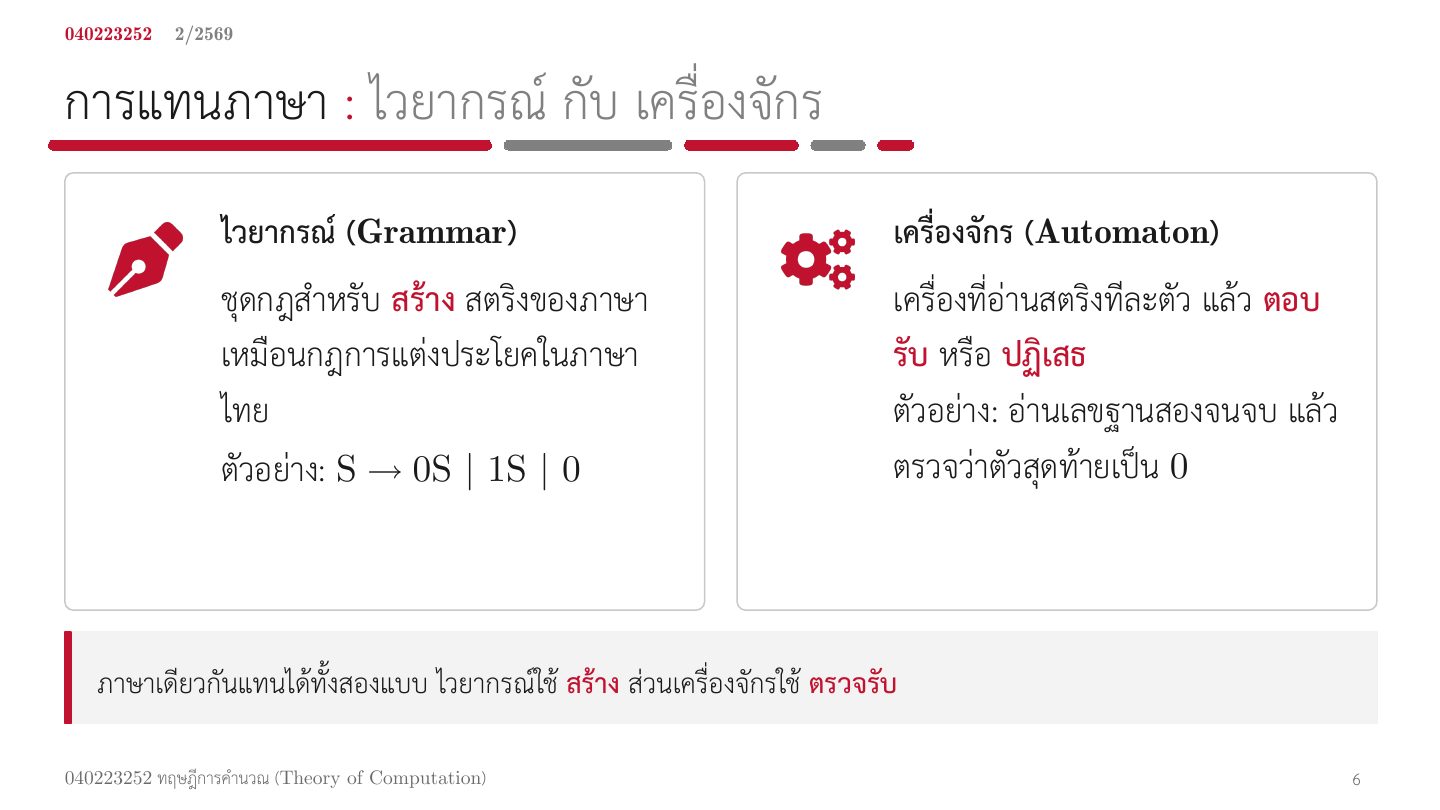 040223252 2/2569
การแทนภาษา : ไวยากรณ์ กับ เครื่องจักร
ไวยากรณ์ (Grammar)
ชุดกฎสำหรับ สร้าง สตริงของภาษา
เหมือนกฎการแต่งประโยคในภาษา
ไทย
ตัวอย่าง: S → 0S | 1S | 0
เครื่องจักร (Automaton)
เครื่องที่อ่านสตริงทีละตัว แล้ว ตอบ
รับ หรือ ปฏิเสธ
ตัวอย่าง: อ่านเลขฐานสองจนจบ แล้ว
ตรวจว่าตัวสุดท้ายเป็น 0
ภาษาเดียวกันแทนได้ทั้งสองแบบ ไวยากรณ์ใช้ สร้าง ส่วนเครื่องจักรใช้ ตรวจรับ
040223252 ทฤษฎีการคำนวณ (Theory of Computation)
6